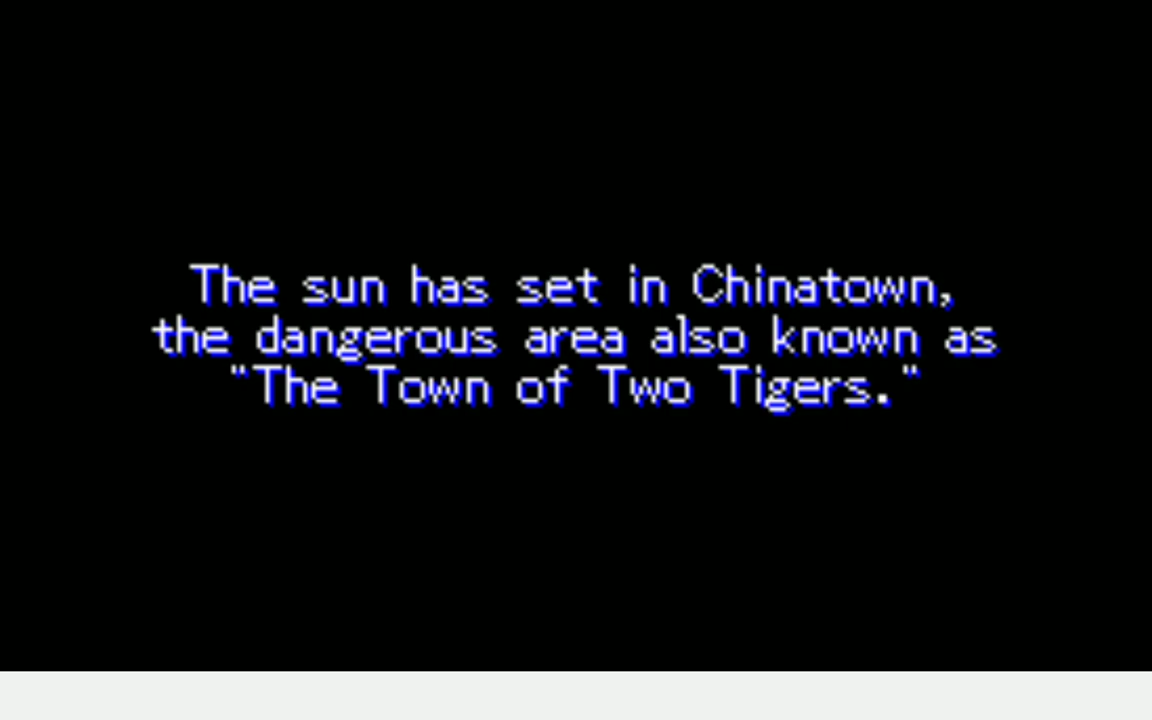 The sun has set in Chinatown,
the dangerous area also known as
"The Town of Two Tigers."